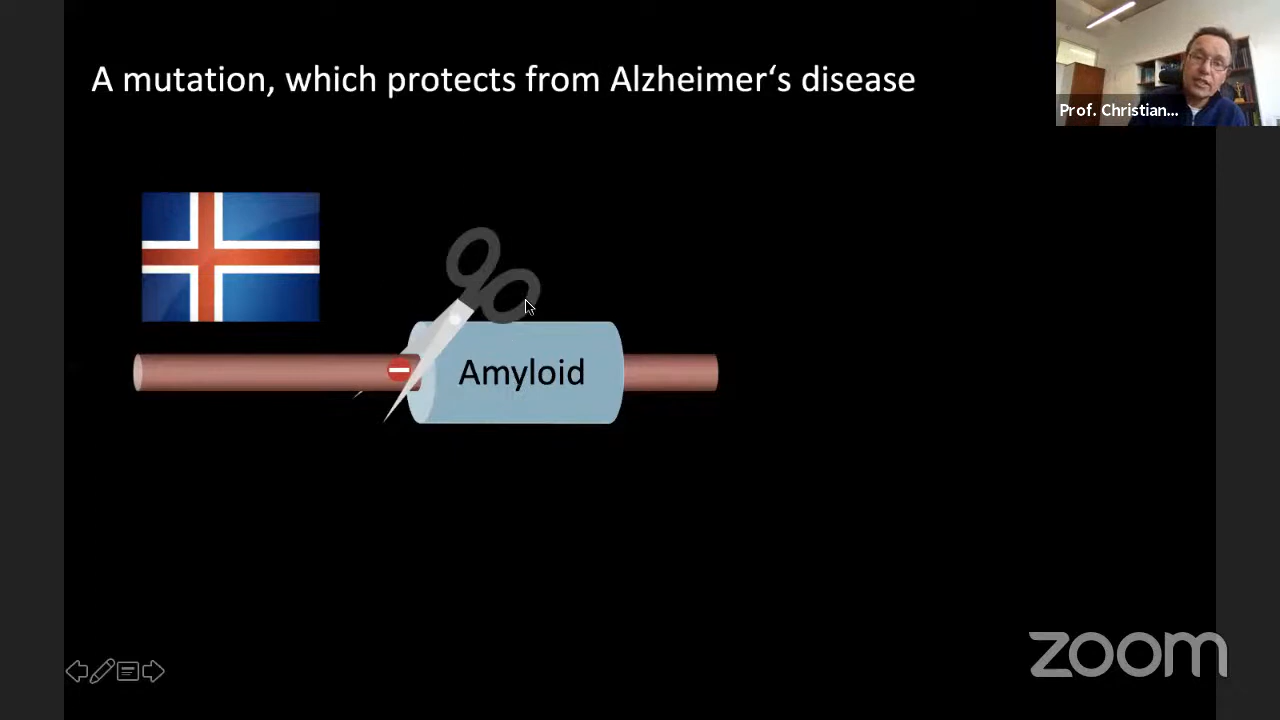 A mutation, which protects from Alzheimer‘s disease
Prof. Christian...
Amyloid
zoom